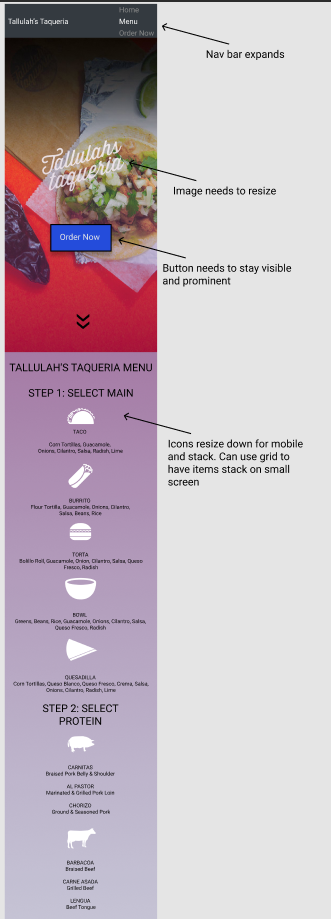 Home
Tallulah's Taqueria
Menu
Order Now
Nav bar expands
Tallulahs
taqueria
Image needs to resize
Order Now
Button needs to stay visible
and prominent
TALLULAH'S TAQUERIA MENU
STEP 1: SELECT MAIN
TACO
Corn Tortillas, Guacamole,
Onions, Cilantro, Salsa, Radish, Lime
Icons resize down for mobile
and stack. Can use grid to
have items stack on small
screen
BURRITO
Flour Tortilla, Guacamole, Onions, Cilantro,
Salsa, Beans, Rice
TORTA
Bolillo Roll, Guacamole, Onion, Cilantro, Salsa, Queso
Fresco, Radish
BOWL
Greens, Beans, Rice, Guacamole, Onions, Cilantro, Salsa,
Queso Fresco, Radish
QUESADILLA
Corn Tortillas, Queso Blanco, Queso Fresco, Crema, Salsa,
Onions, Cilantro, Radish, Lime
STEP 2: SELECT
PROTEIN
CARNITAS
Braised Pork Belly & Shoulder
AL PASTOR
Marinated & Grilled Pork Loin
CHORIZO
Ground & Seasoned Pork
BARBACOA
Braised Beef
CARNE ASADA
Grilled Beef
LENGUA
Beef Tongue